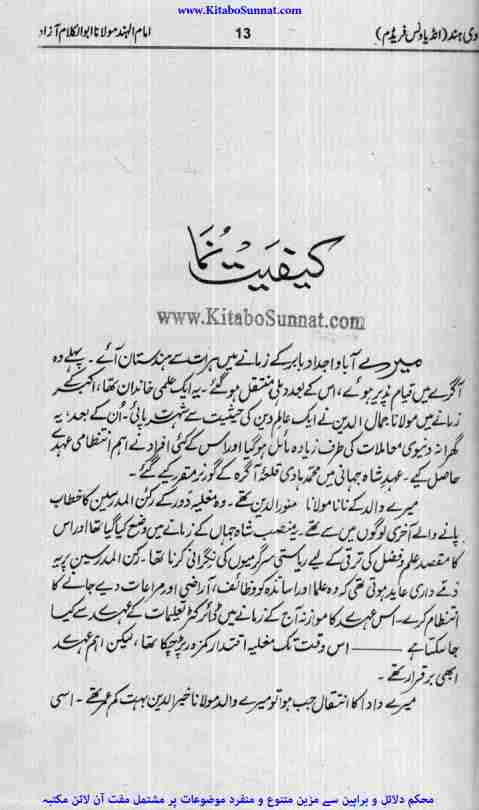 www.KitaboSunnat.com
دی ہند (انڈیا ونس فریڈم) 13 امام الہند مولانا ابوالکلام آزاد
کیفیت نما
www.KitaboSunnat.com
میرے آباو اجداد بابر کے زمانے میں ہرات سے ہندستان آئے ۔ پہلے وہ
آگرے میں قیام پذیر ہوئے، اس کے بعد دہلی منتقل ہو گئے ۔ یہ ایک علمی خاندان تھا، اکبر کے
زمانے میں مولانا جمال الدین نے ایک عالم دین کی حیثیت سے شہرت پائی ۔ اُن کے بعد، یہ
گھرانہ دنیوی معاملات کی طرف زیادہ مائل ہو گیا اور اس کے کئی افراد نے اہم انتظامی عہدے
حاصل کیے ۔ عہدِ شاہ جہانی میں محمد ہادی قلعۂ آگرہ کے گورنر مقرر کیے گئے ۔
میرے والد کے نانا مولانا منور الدین تھے ۔ وہ مغلیہ دَور کے رکن المدرسین کا خطاب
پانے والے آخری لوگوں میں سے تھے ۔ یہ منصب شاہ جہاں کے زمانے میں وضع کیا گیا تھا اور اس
کا مقصد علم و فضل کی ترقی کے لیے ریاستی سرگرمیوں کی نگرانی کرنا تھا ۔ رکن المدرسین پر یہ
ذمے داری عاید ہوتی تھی کہ وہ علما اور اساتذہ کو وظائف، آراضی اور مراعات دیے جانے کا
انتظام کرے ۔ اس عہدے کا موازنہ آج کے زمانے میں ڈائرکٹر تعلیمات کے عہدے سے کیا
جا سکتا ہے ——— اس وقت تک مغلیہ اقتدار کمزور پڑ چکا تھا، لیکن اہم عہدے
ابھی برقرار تھے ۔
میرے دادا کا انتقال جب ہوا تو میرے والد مولانا خیر الدین بہت کم عمر تھے ۔ اسی
محکم دلائل و براہین سے مزین متنوع و منفرد موضوعات پر مشتمل مفت آن لائن مکتبہ